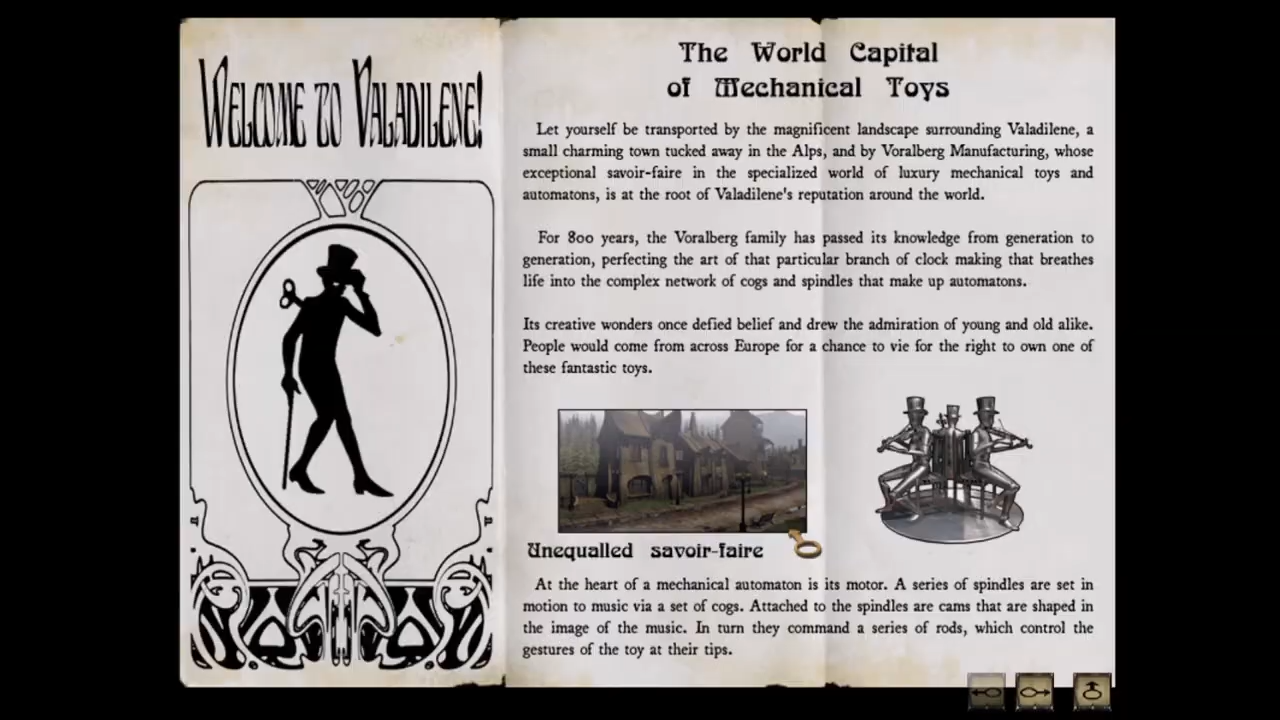 WELCOME TO VALADILENE!
The World Capital
of Mechanical Toys
Let yourself be transported by the magnificent landscape surrounding Valadilene, a
small charming town tucked away in the Alps, and by Voralberg Manufacturing, whose
exceptional savoir-faire in the specialized world of luxury mechanical toys and
automatons, is at the root of Valadilene's reputation around the world.
For 800 years, the Voralberg family has passed its knowledge from generation to
generation, perfecting the art of that particular branch of clock making that breathes
life into the complex network of cogs and spindles that make up automatons.
Its creative wonders once defied belief and drew the admiration of young and old alike.
People would come from across Europe for a chance to vie for the right to own one of
these fantastic toys.
Unequalled savoir-faire
At the heart of a mechanical automaton is its motor. A series of spindles are set in
motion to music via a set of cogs. Attached to the spindles are cams that are shaped in
the image of the music. In turn they command a series of rods, which control the
gestures of the toy at their tips.